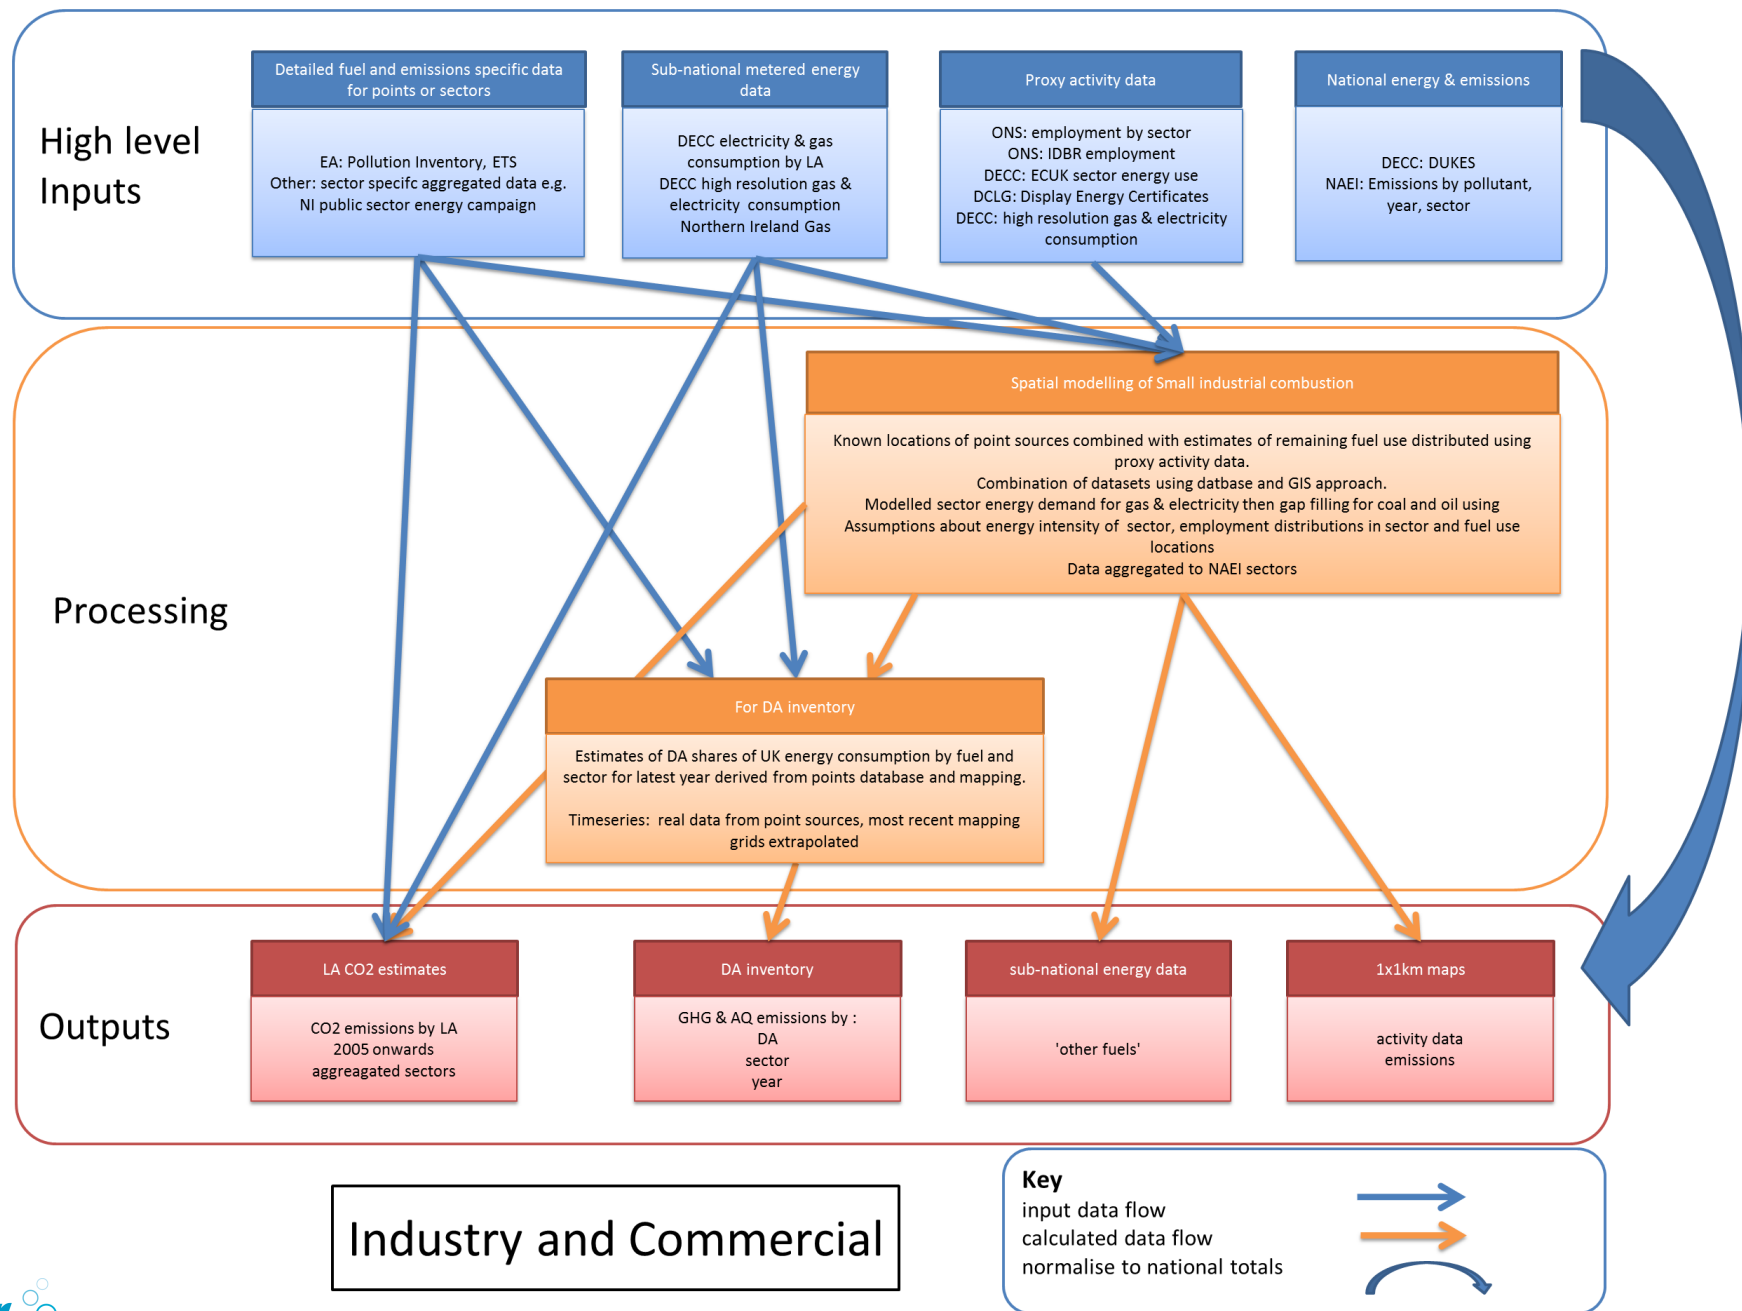 High level
Inputs
Detailed fuel and emissions specific data
for points or sectors
EA: Pollution Inventory, ETS
Other: sector specifc aggregated data e.g.
NI public sector energy campaign
Sub-national metered energy
data
DECC electricity & gas
consumption by LA
DECC high resolution gas &
electricity consumption
Northern Ireland Gas
Proxy activity data
ONS: employment by sector
ONS: IDBR employment
DECC: ECUK sector energy use
DCLG: Display Energy Certificates
DECC: high resolution gas & electricity
consumption
National energy & emissions
DECC: DUKES
NAEI: Emissions by pollutant,
year, sector
Processing
Spatial modelling of Small industrial combustion
Known locations of point sources combined with estimates of remaining fuel use distributed using
proxy activity data.
Combination of datasets using datbase and GIS approach.
Modelled sector energy demand for gas & electricity then gap filling for coal and oil using
Assumptions about energy intensity of sector, employment distributions in sector and fuel use
locations
Data aggregated to NAEI sectors
For DA inventory
Estimates of DA shares of UK energy consumption by fuel and
sector for latest year derived from points database and mapping.
Timeseries: real data from point sources, most recent mapping
grids extrapolated
Outputs
LA CO2 estimates
CO2 emissions by LA
2005 onwards
aggreagated sectors
DA inventory
GHG & AQ emissions by :
DA
sector
year
sub-national energy data
'other fuels'
1x1km maps
activity data
emissions
Industry and Commercial
Key
input data flow
calculated data flow
normalise to national totals